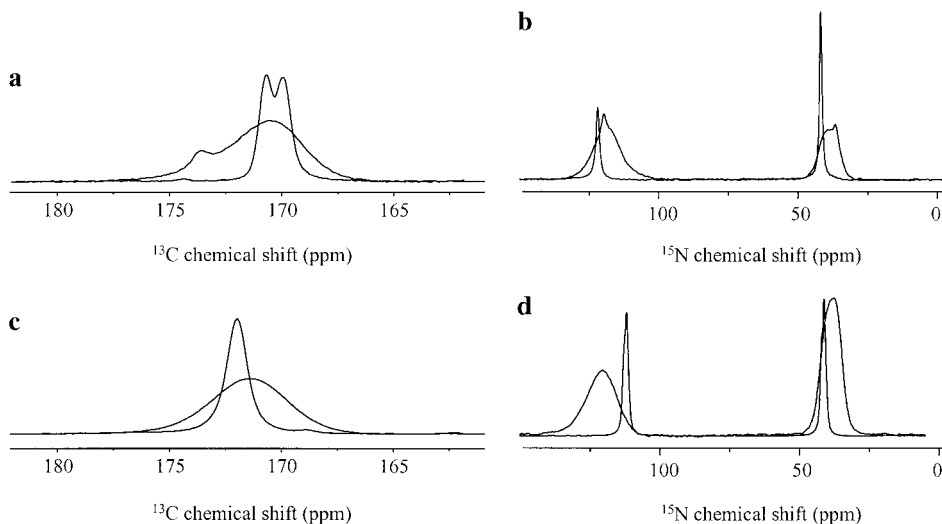 a
180 175 170 165
¹³C chemical shift (ppm)
b
100 50 0
¹⁵N chemical shift (ppm)
c
180 175 170 165
¹³C chemical shift (ppm)
d
100 50 0
¹⁵N chemical shift (ppm)